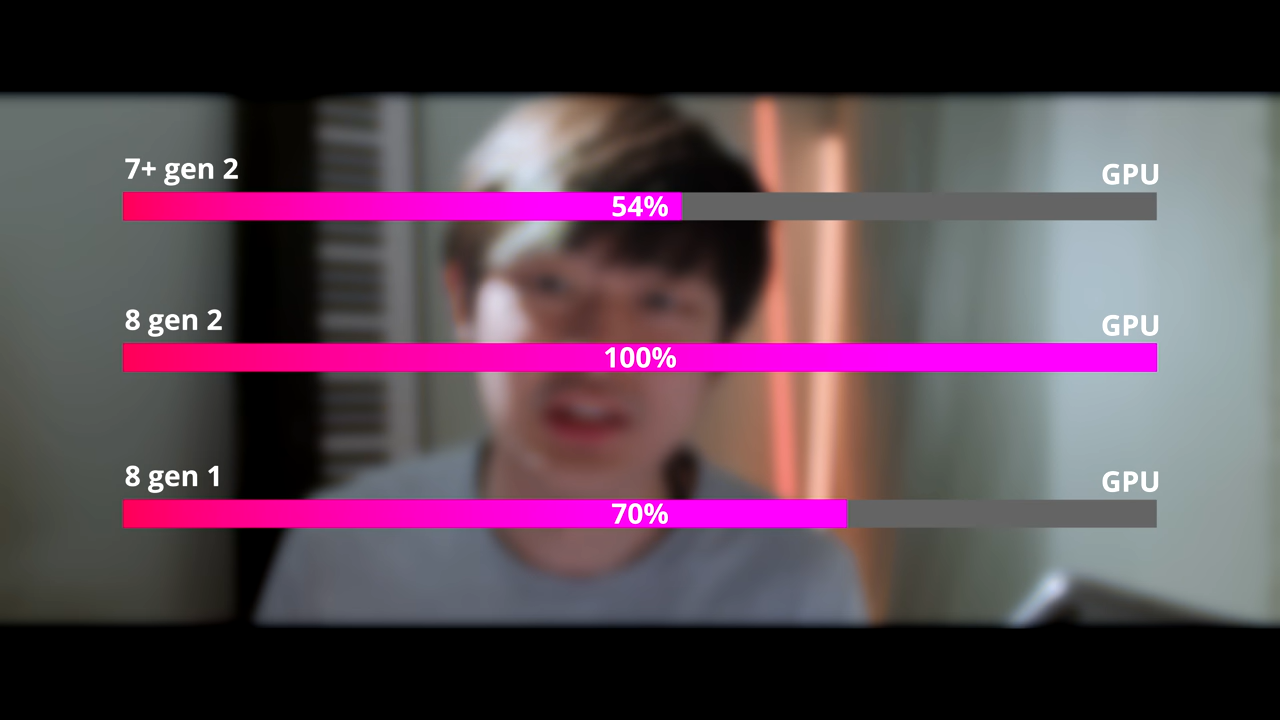 7+ gen 2 GPU
54%
8 gen 2 GPU
100%
8 gen 1 GPU
70%